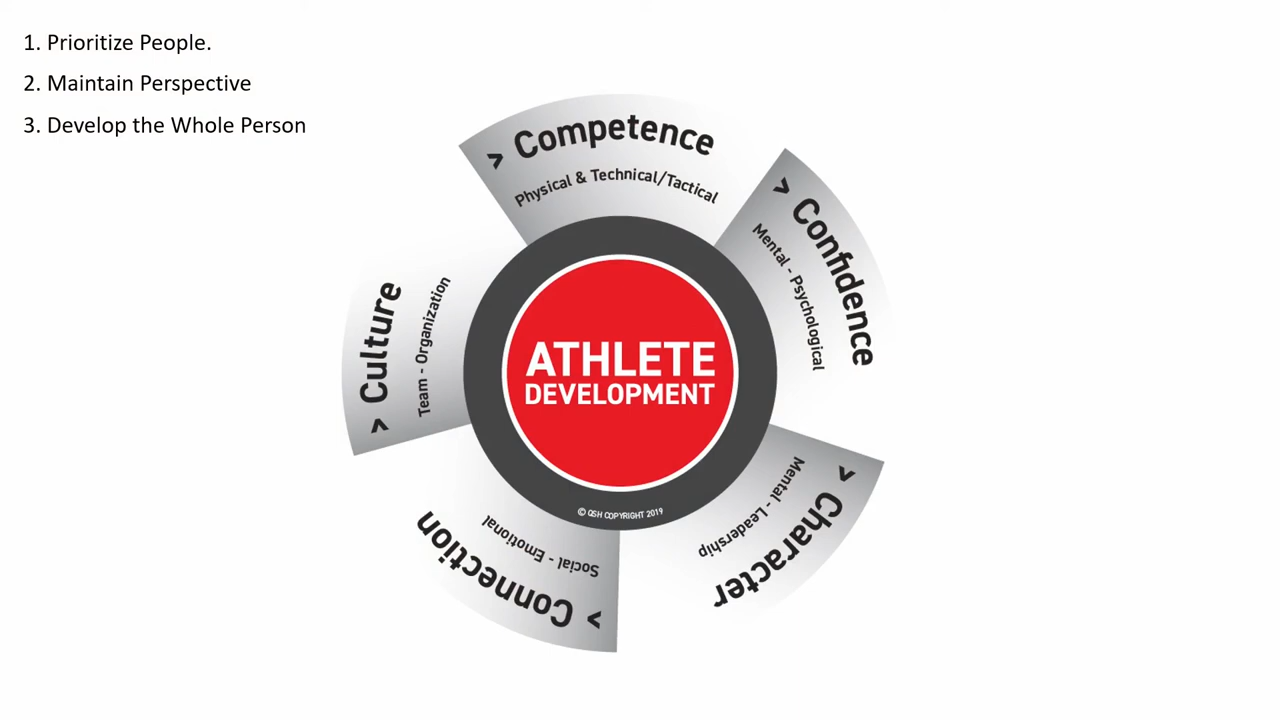 1. Prioritize People.
2. Maintain Perspective
3. Develop the Whole Person
> Competence
Physical & Technical/Tactical
> Confidence
Mental - Psychological
> Character
Mental - Leadership
> Connection
Social - Emotional
> Culture
Team - Organization
ATHLETE
DEVELOPMENT
© QSH COPYRIGHT 2019